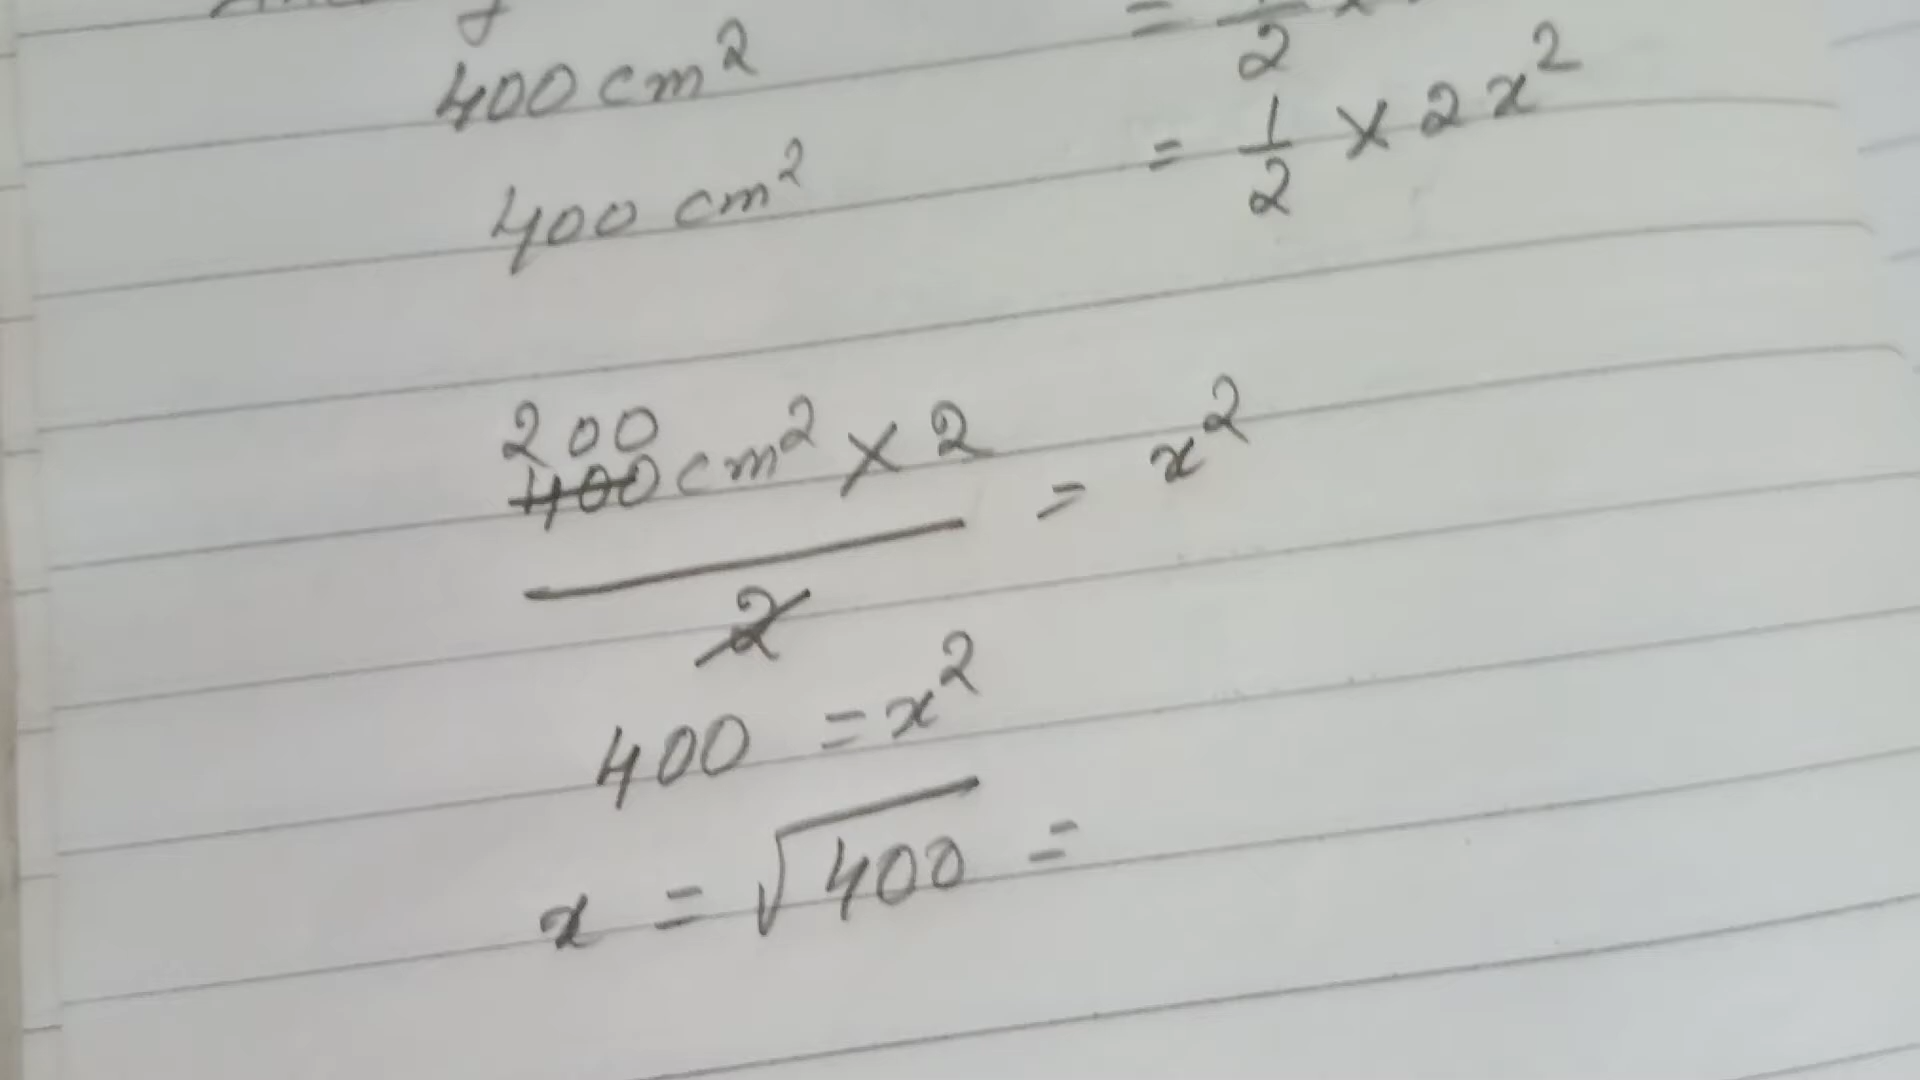 400 cm² = 1/2 ×
400 cm² = 1/2 × 2x²
200
400 cm² × 2 / 2 = x²
400 = x²
x = √400 =